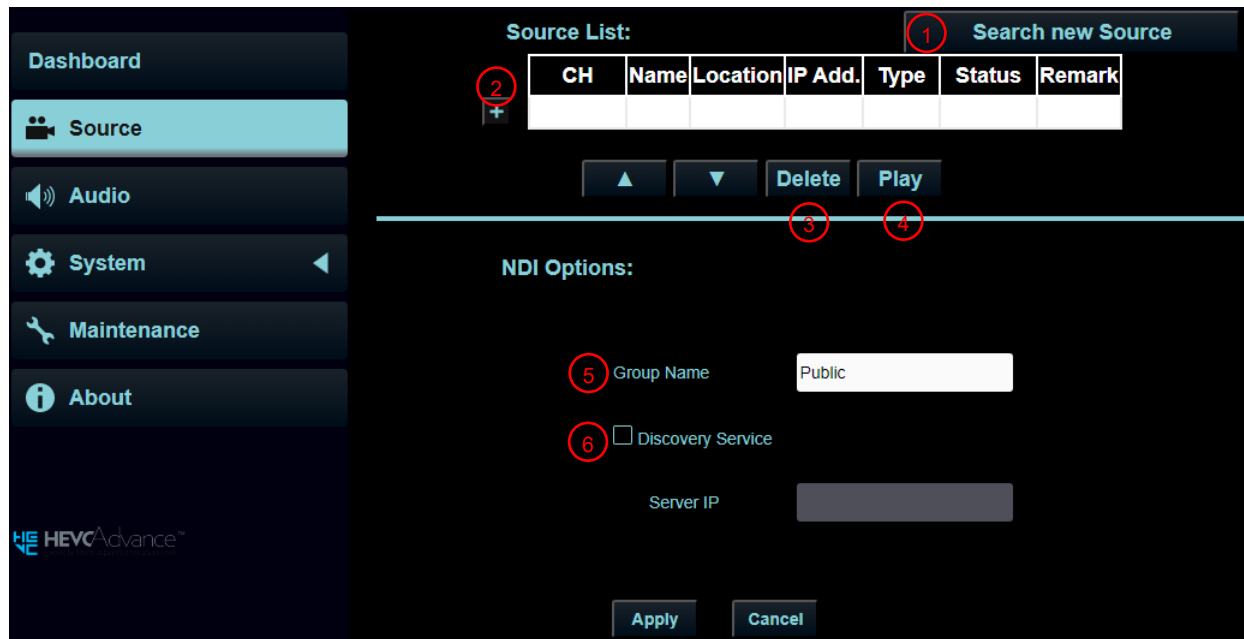 Dashboard
Source
Audio
System
Maintenance
About
HEVCAdvance™
Source List:
1 Search new Source
2
CH Name Location IP Add. Type Status Remark
+
▲ ▼ Delete Play
3 4
NDI Options:
5 Group Name Public
6 Discovery Service
Server IP
Apply Cancel